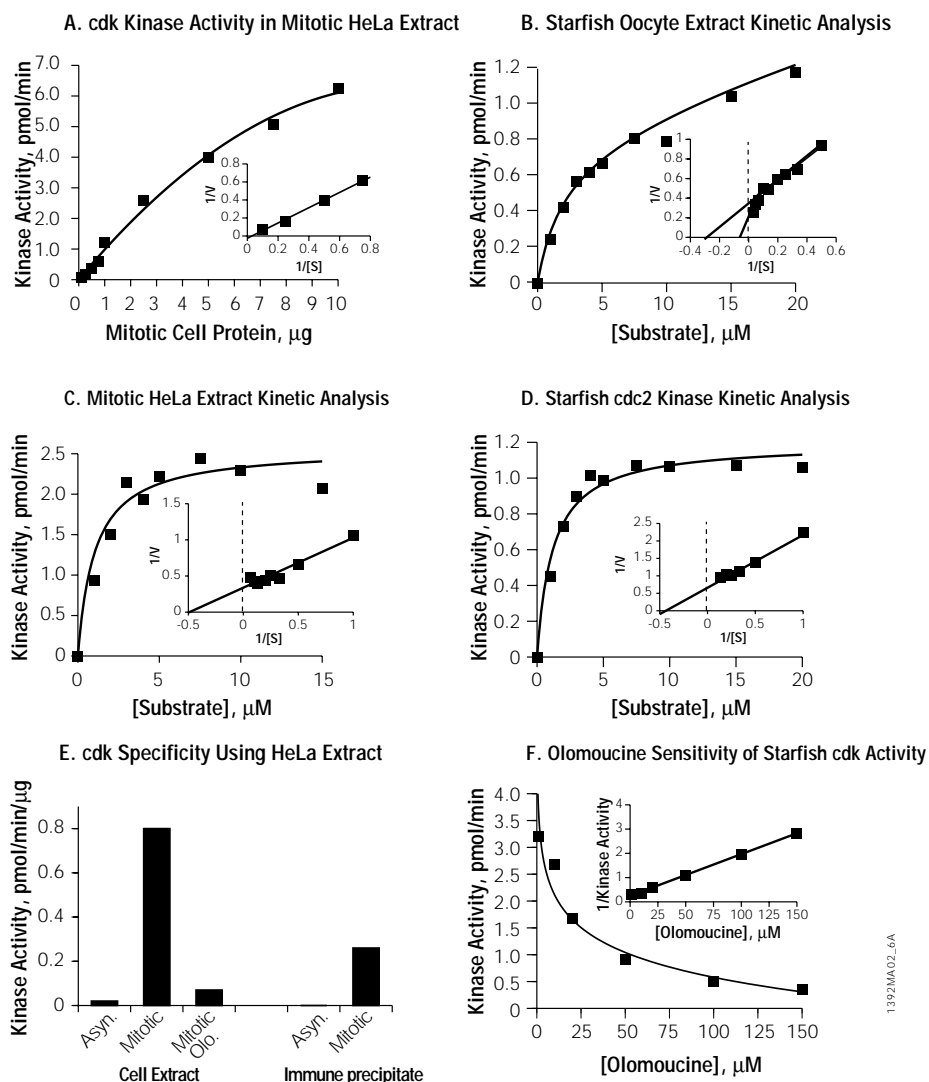 A. cdk Kinase Activity in Mitotic HeLa Extract
Kinase Activity, pmol/min
7.0
6.0
5.0
4.0
3.0
2.0
1.0
0
0 1 2 3 4 5 6 7 8 9 10
Mitotic Cell Protein, μg
1/V
0.8
0.6
0.4
0.2
0
0 0.2 0.4 0.6 0.8
1/[S]
B. Starfish Oocyte Extract Kinetic Analysis
Kinase Activity, pmol/min
1.2
1.0
0.8
0.6
0.4
0.2
0
0 5 10 15 20
[Substrate], μM
1/V
1
0.8
0.6
0.4
0.2
0
-0.4 -0.2 0 0.2 0.4 0.6
1/[S]
C. Mitotic HeLa Extract Kinetic Analysis
Kinase Activity, pmol/min
2.5
2.0
1.5
1.0
0.5
0
0 5 10 15
[Substrate], μM
1/V
1.5
1
0.5
0
-0.5 0 0.5 1
1/[S]
D. Starfish cdc2 Kinase Kinetic Analysis
Kinase Activity, pmol/min
1.2
1.0
0.8
0.6
0.4
0.2
0
0 5 10 15 20
[Substrate], μM
1/V
2.5
2
1.5
1
0.5
0
-0.5 0 0.5 1
1/[S]
E. cdk Specificity Using HeLa Extract
Kinase Activity, pmol/min/μg
0.8
0.6
0.4
0.2
0
Asyn.
Mitotic
Mitotic
Olo.
Asyn.
Mitotic
Cell Extract
Immune precipitate
F. Olomoucine Sensitivity of Starfish cdk Activity
Kinase Activity, pmol/min
4.0
3.5
3.0
2.5
2.0
1.5
1.0
0.5
0
0 25 50 75 100 125 150
[Olomoucine], μM
1/Kinase Activity
4
3
2
1
0
0 25 50 75 100 125 150
[Olomoucine], μM
1392MA02_6A